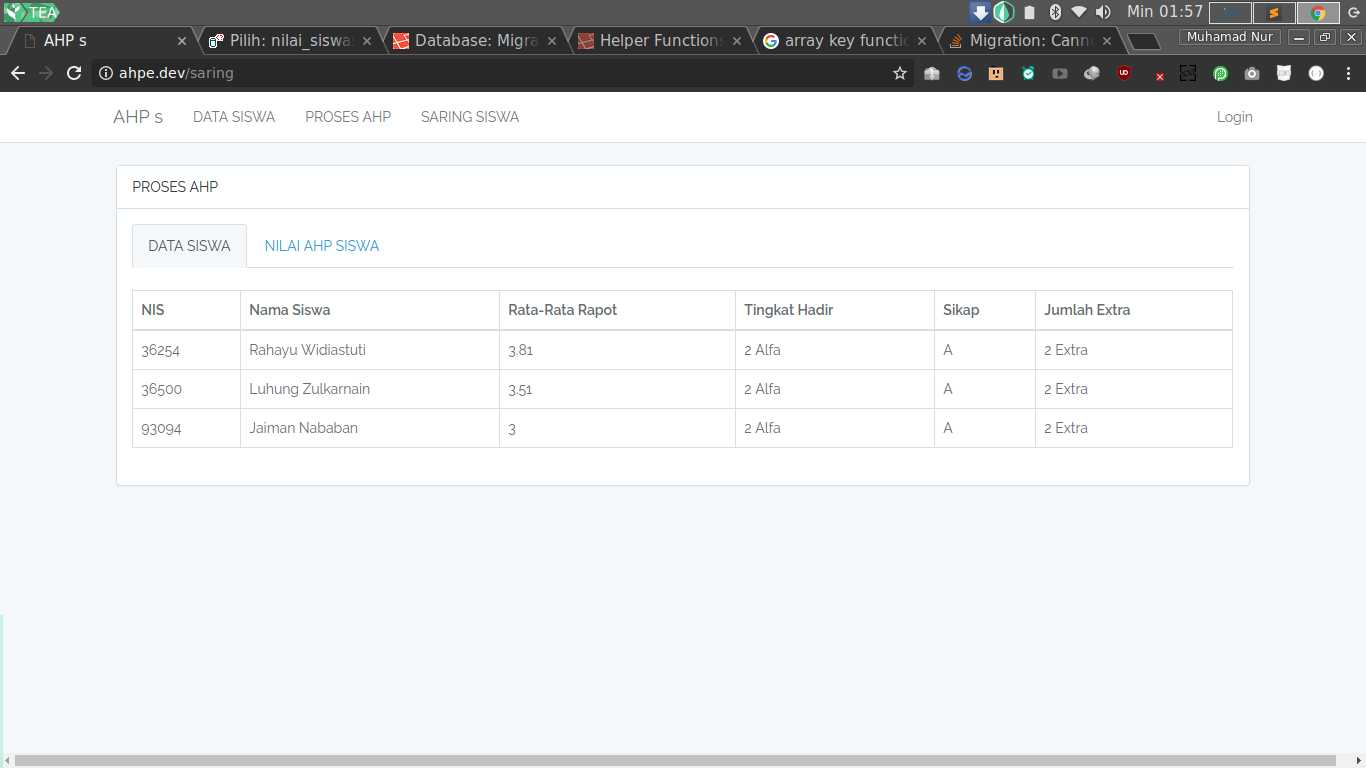 TEA Min 01:57
AHP s Pilih: nilai_siswa Database: Migra Helper Functions array key functi Migration: Cann Muhamad Nur
ahpe.dev/saring
AHP s DATA SISWA PROSES AHP SARING SISWA Login
PROSES AHP
DATA SISWA NILAI AHP SISWA
NIS Nama Siswa Rata-Rata Rapot Tingkat Hadir Sikap Jumlah Extra
36254 Rahayu Widiastuti 3.81 2 Alfa A 2 Extra
36500 Luhung Zulkarnain 3.51 2 Alfa A 2 Extra
93094 Jaiman Nababan 3 2 Alfa A 2 Extra